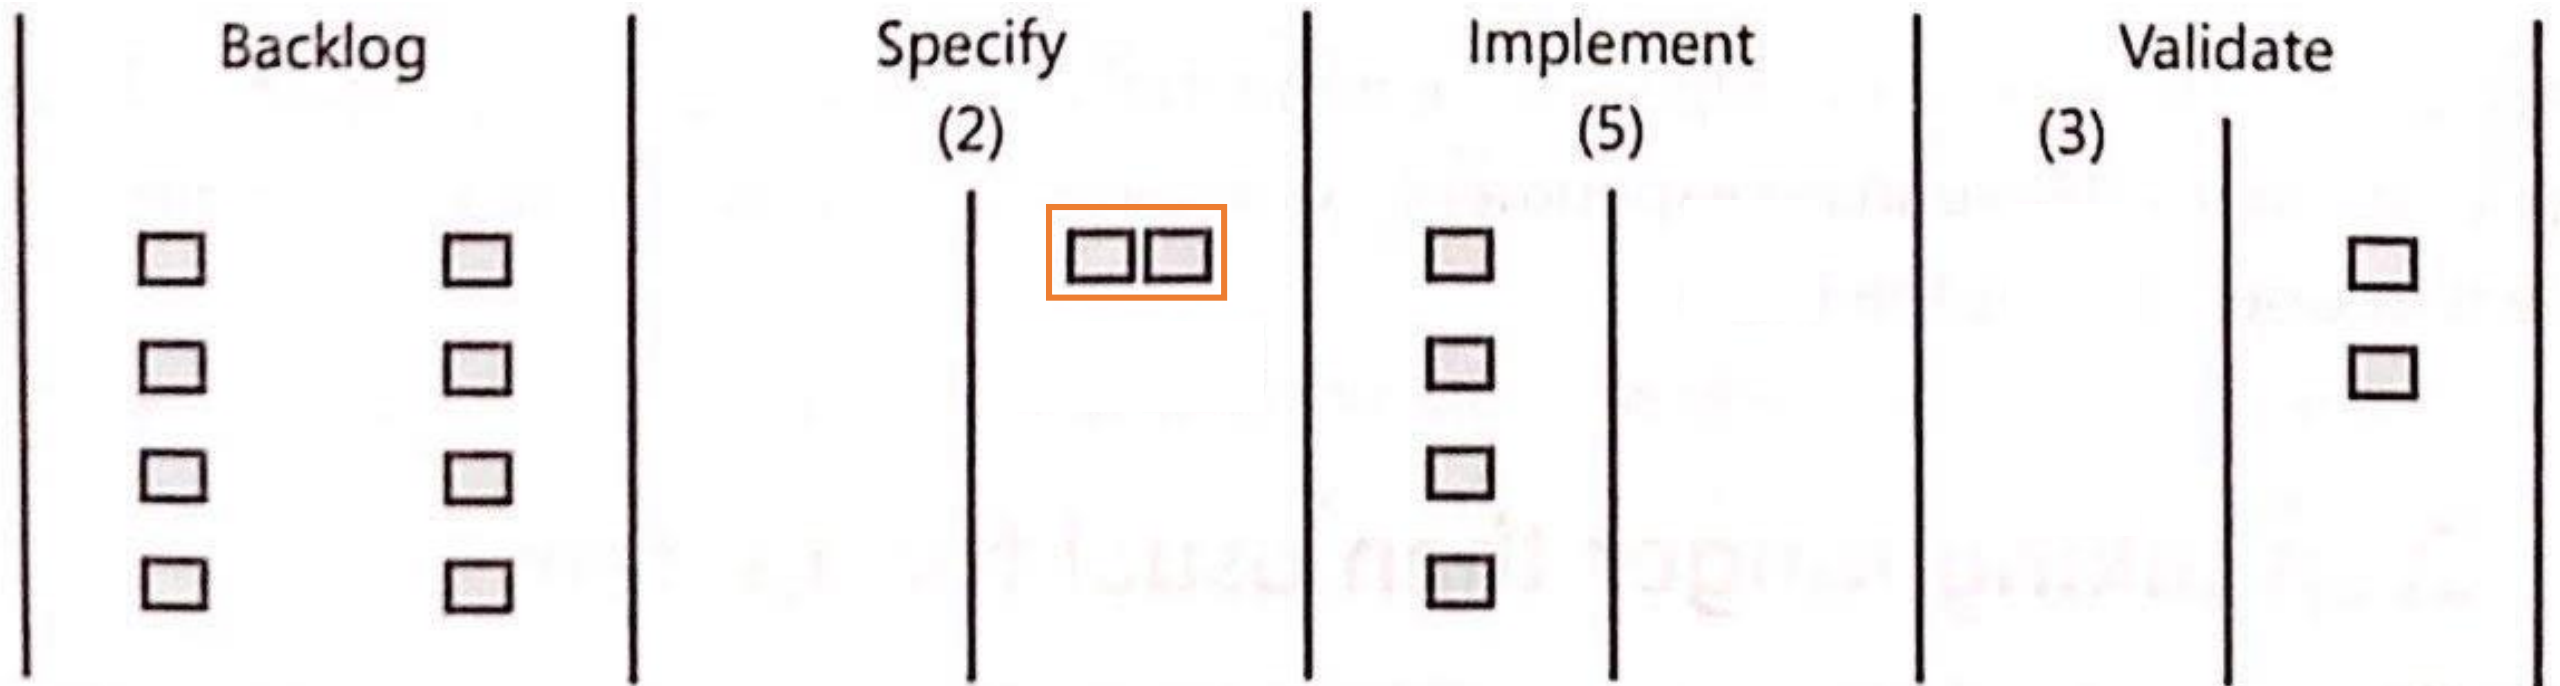 Backlog
Specify
(2)
Implement
(5)
Validate
(3)